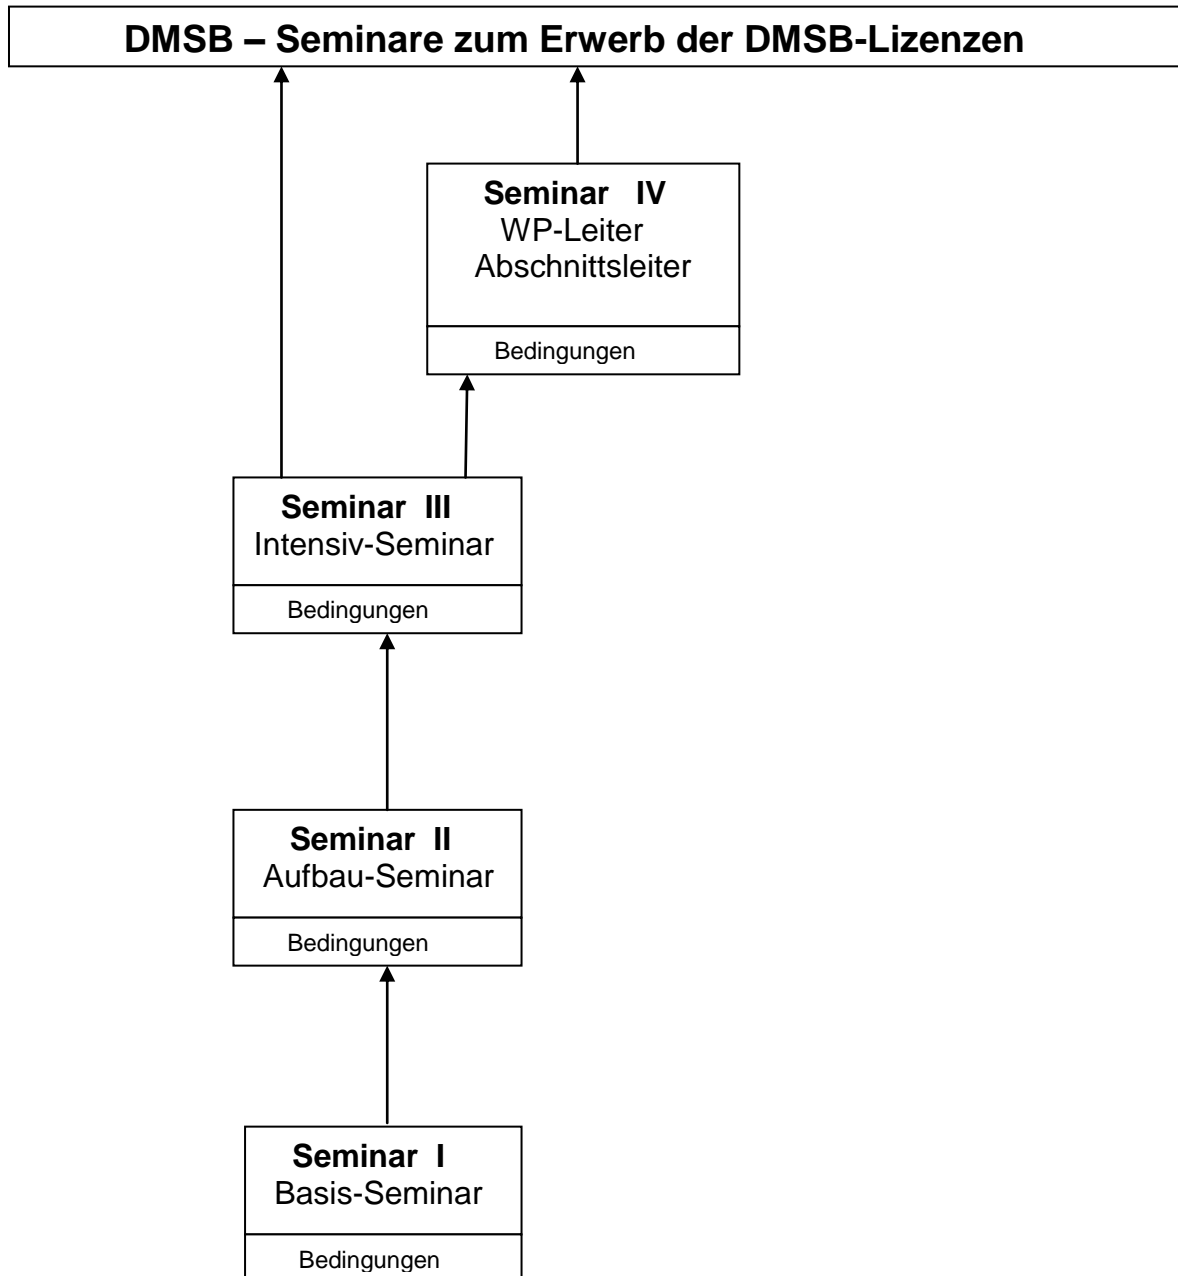 DMSB – Seminare zum Erwerb der DMSB-Lizenzen
Seminar IV
WP-Leiter
Abschnittsleiter
Bedingungen
Seminar III
Intensiv-Seminar
Bedingungen
Seminar II
Aufbau-Seminar
Bedingungen
Seminar I
Basis-Seminar
Bedingungen